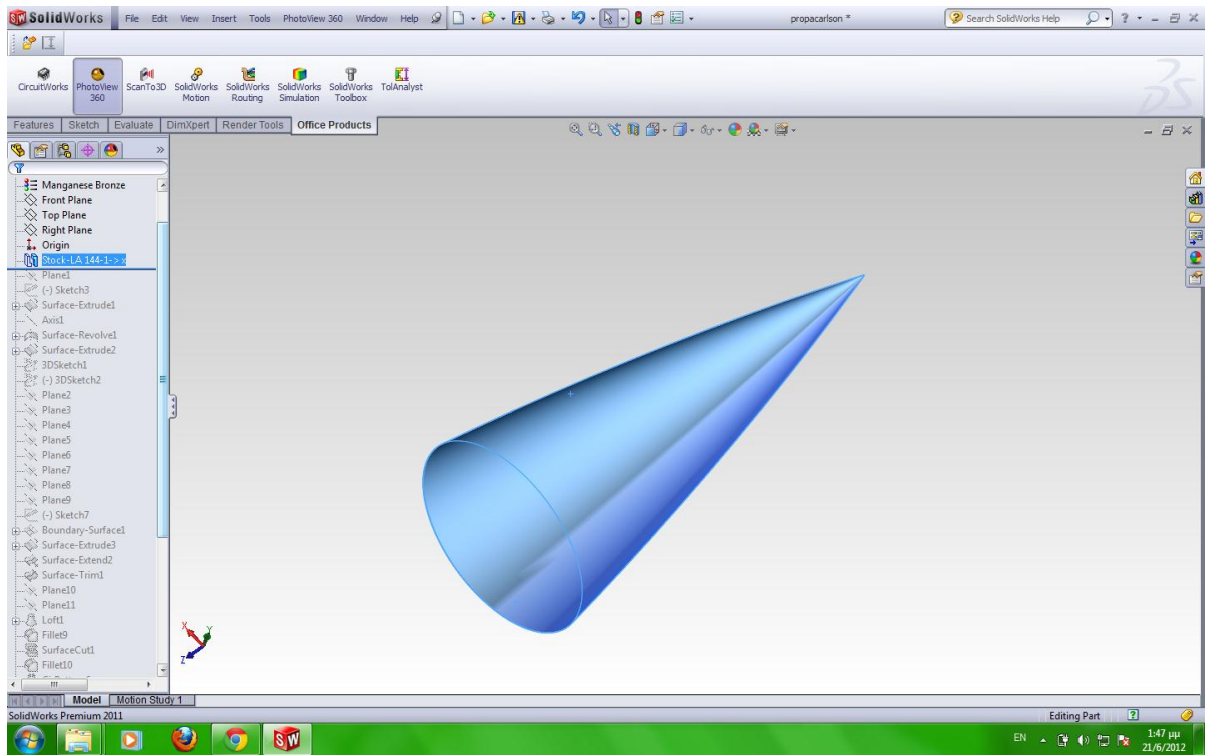 SolidWorks File Edit View Insert Tools PhotoView 360 Window Help propacarlson * Search SolidWorks Help
CircuitWorks PhotoView 360 ScanTo3D SolidWorks Motion SolidWorks Routing SolidWorks Simulation SolidWorks Toolbox TolAnalyst
Features Sketch Evaluate DimXpert Render Tools Office Products
Manganese Bronze
Front Plane
Top Plane
Right Plane
Origin
Stock-LA 144-1-> x
Plane1
(-) Sketch3
Surface-Extrude1
Axis1
Surface-Revolve1
Surface-Extrude2
3DSketch1
(-) 3DSketch2
Plane2
Plane3
Plane4
Plane5
Plane6
Plane7
Plane8
Plane9
(-) Sketch7
Boundary-Surface1
Surface-Extrude3
Surface-Extend2
Surface-Trim1
Plane10
Plane11
Loft1
Fillet9
SurfaceCut1
Fillet10
X Y
Z
Model Motion Study 1
SolidWorks Premium 2011 Editing Part
EN 1:47 μμ
21/6/2012